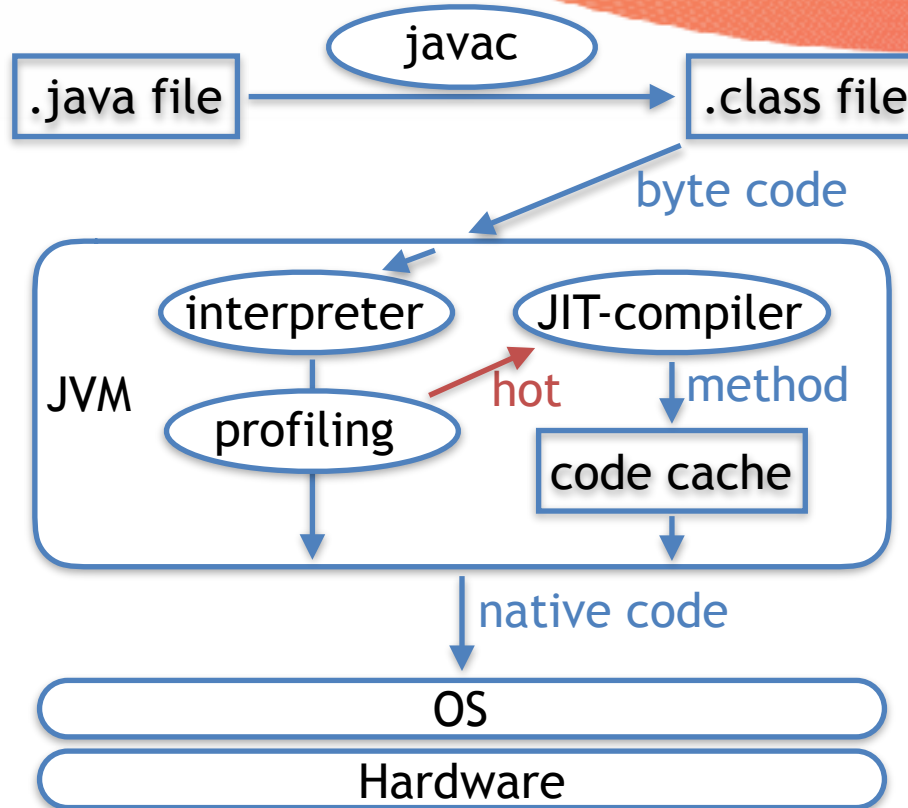 javac
.java file
.class file
byte code
interpreter
JIT-compiler
JVM
hot
method
profiling
code cache
native code
OS
Hardware